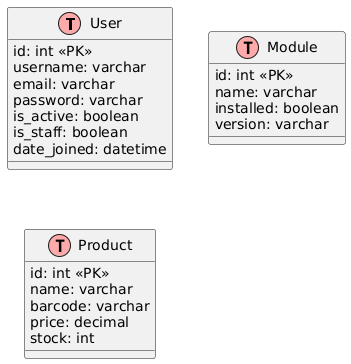 T User
id: int «PK»
username: varchar
email: varchar
password: varchar
is_active: boolean
is_staff: boolean
date_joined: datetime
T Module
id: int «PK»
name: varchar
installed: boolean
version: varchar
T Product
id: int «PK»
name: varchar
barcode: varchar
price: decimal
stock: int